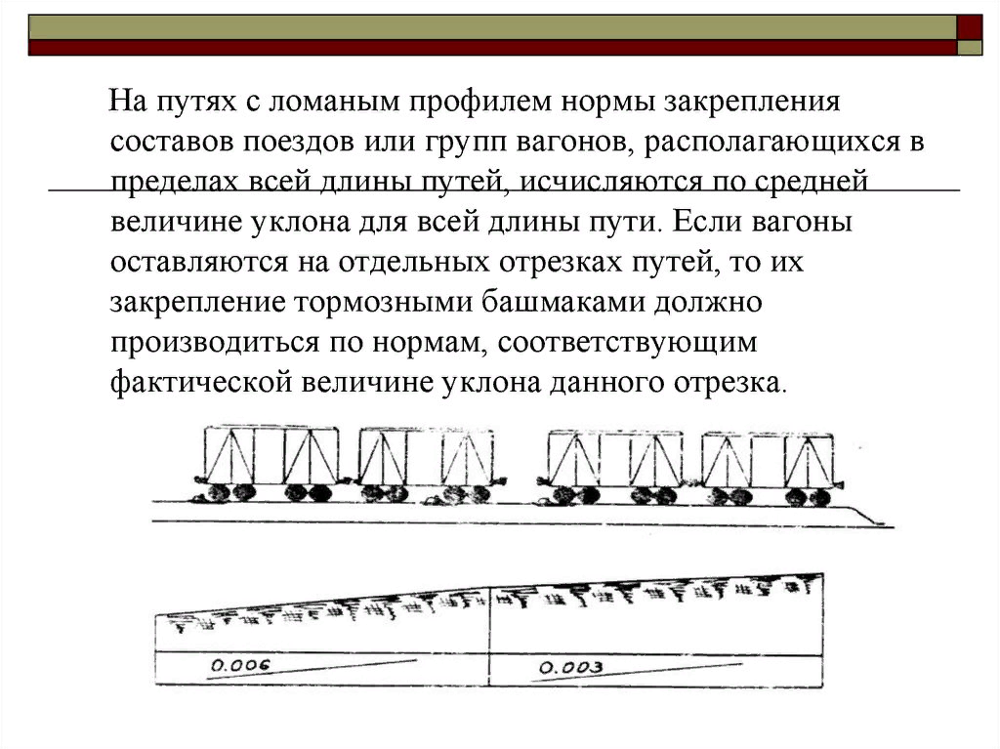 На путях с ломаным профилем нормы закрепления
составов поездов или групп вагонов, располагающихся в
пределах всей длины путей, исчисляются по средней
величине уклона для всей длины пути. Если вагоны
оставляются на отдельных отрезках путей, то их
закрепление тормозными башмаками должно
производиться по нормам, соответствующим
фактической величине уклона данного отрезка.
0.006 0.003